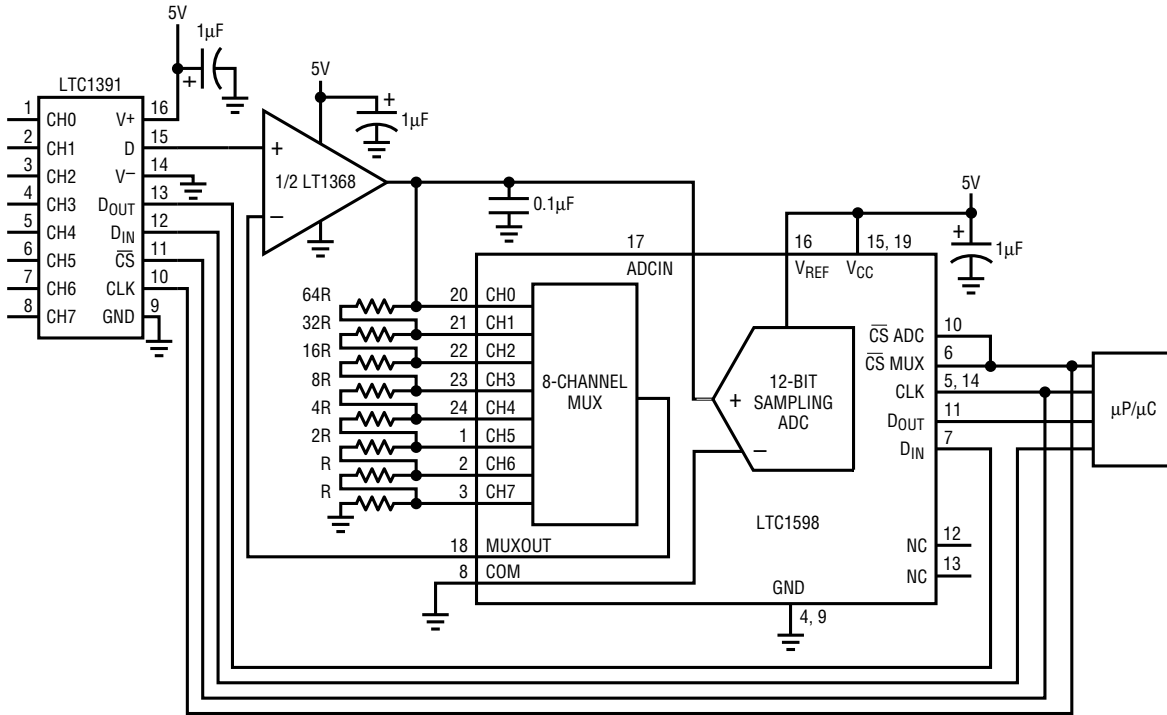 5V
1µF
+
LTC1391
1 CH0 V+ 16
2 CH1 D 15
3 CH2 V− 14
4 CH3 DOUT 13
5 CH4 DIN 12
6 CH5 CS 11
7 CH6 CLK 10
8 CH7 GND 9
5V
+
1µF
+
1/2 LT1368
−
0.1µF
5V
+
1µF
17
ADCIN
16
VREF
15, 19
VCC
64R 20 CH0
32R 21 CH1
16R 22 CH2
8R 23 CH3
4R 24 CH4
2R 1 CH5
R 2 CH6
R 3 CH7
8-CHANNEL
MUX
+
12-BIT
SAMPLING
ADC
−
CS ADC 10
CS MUX 6
CLK 5, 14
DOUT 11
DIN 7
µP/µC
LTC1598
18 MUXOUT
8 COM
NC 12
NC 13
GND
4, 9